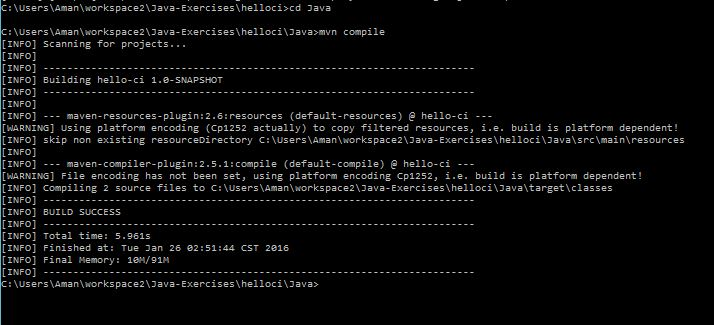 C:\Users\Aman\workspace2\Java-Exercises\helloci>cd Java
C:\Users\Aman\workspace2\Java-Exercises\helloci\Java>mvn compile
[INFO] Scanning for projects...
[INFO]
[INFO] ------------------------------------------------------------------------
[INFO] Building hello-ci 1.0-SNAPSHOT
[INFO] ------------------------------------------------------------------------
[INFO]
[INFO] --- maven-resources-plugin:2.6:resources (default-resources) @ hello-ci ---
[WARNING] Using platform encoding (Cp1252 actually) to copy filtered resources, i.e. build is platform dependent!
[INFO] skip non existing resourceDirectory C:\Users\Aman\workspace2\Java-Exercises\helloci\Java\src\main\resources
[INFO]
[INFO] --- maven-compiler-plugin:2.5.1:compile (default-compile) @ hello-ci ---
[WARNING] File encoding has not been set, using platform encoding Cp1252, i.e. build is platform dependent!
[INFO] Compiling 2 source files to C:\Users\Aman\workspace2\Java-Exercises\helloci\Java\target\classes
[INFO] ------------------------------------------------------------------------
[INFO] BUILD SUCCESS
[INFO] ------------------------------------------------------------------------
[INFO] Total time: 5.961s
[INFO] Finished at: Tue Jan 26 02:51:44 CST 2016
[INFO] Final Memory: 10M/91M
[INFO] ------------------------------------------------------------------------
C:\Users\Aman\workspace2\Java-Exercises\helloci\Java>